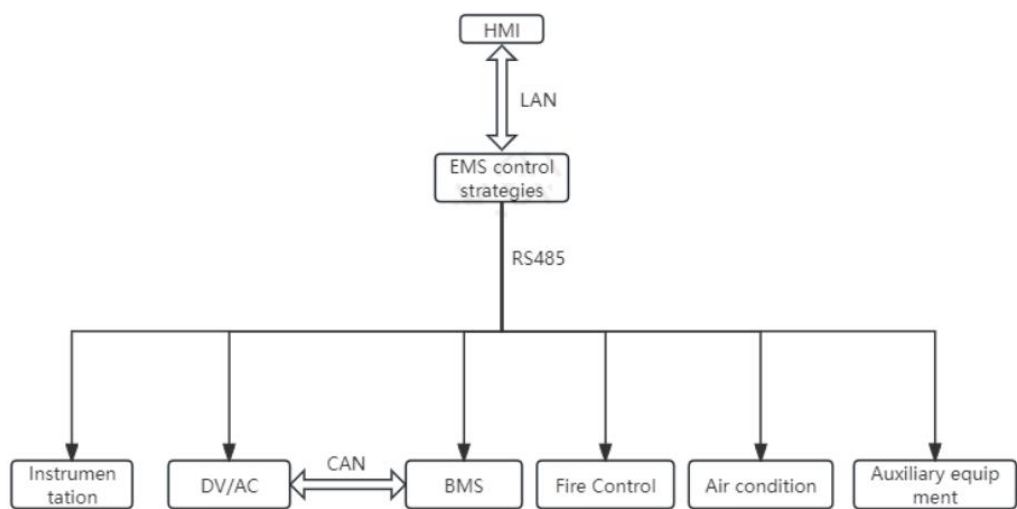 HMI
LAN
EMS control
strategies
RS485
CAN
Instrumen
tation
DV/AC
BMS
Fire Control
Air condition
Auxiliary equip
ment